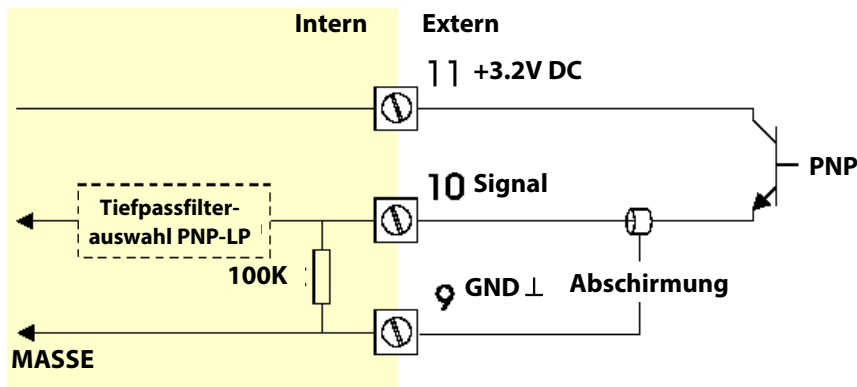 Intern Extern
11 +3.2V DC
PNP
10 Signal
Tiefpassfilter-
auswahl PNP-LP
100K
9 GND ⊥ Abschirmung
MASSE